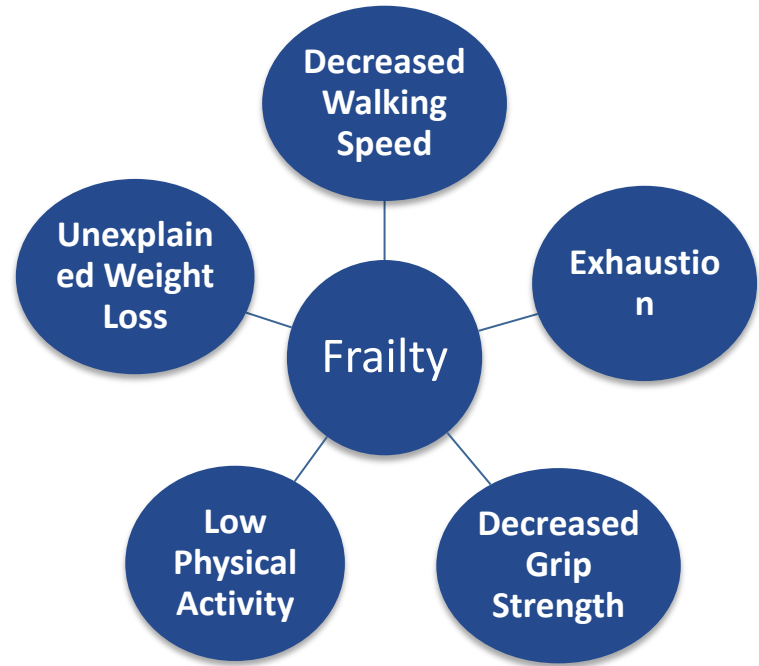 Decreased
Walking
Speed
Unexplain
ed Weight
Loss
Exhaustio
n
Frailty
Low
Physical
Activity
Decreased
Grip
Strength